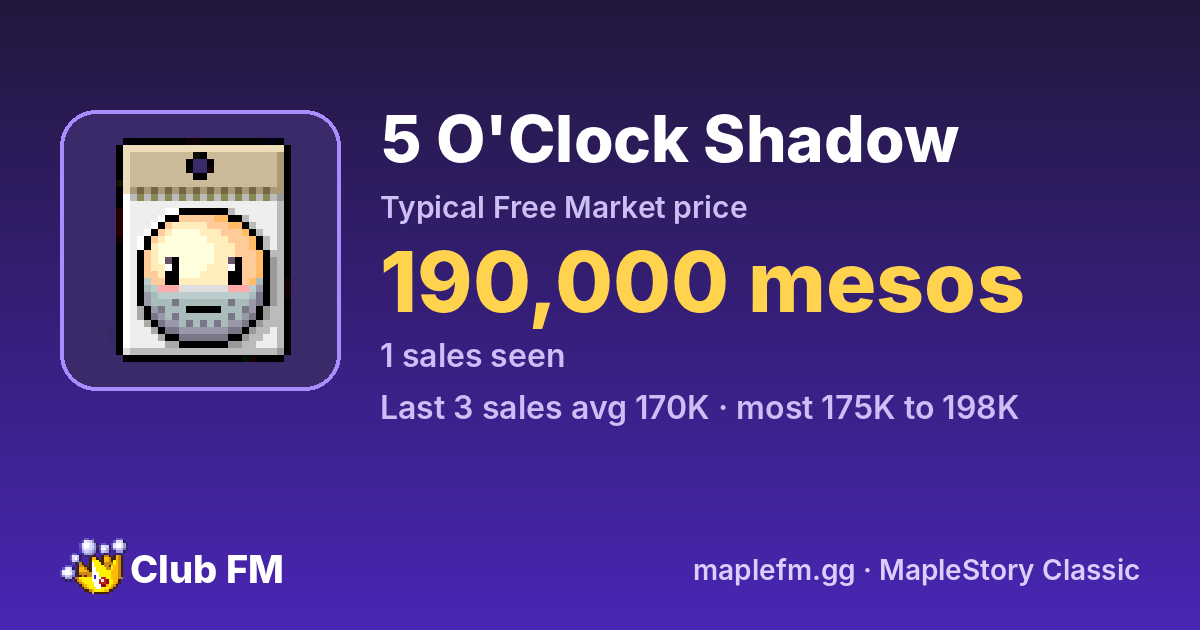 5 O'Clock Shadow
Typical Free Market price
190,000 mesos
1 sales seen
Last 3 sales avg 170K · most 175K to 198K
Club FM
maplefm.gg · MapleStory Classic